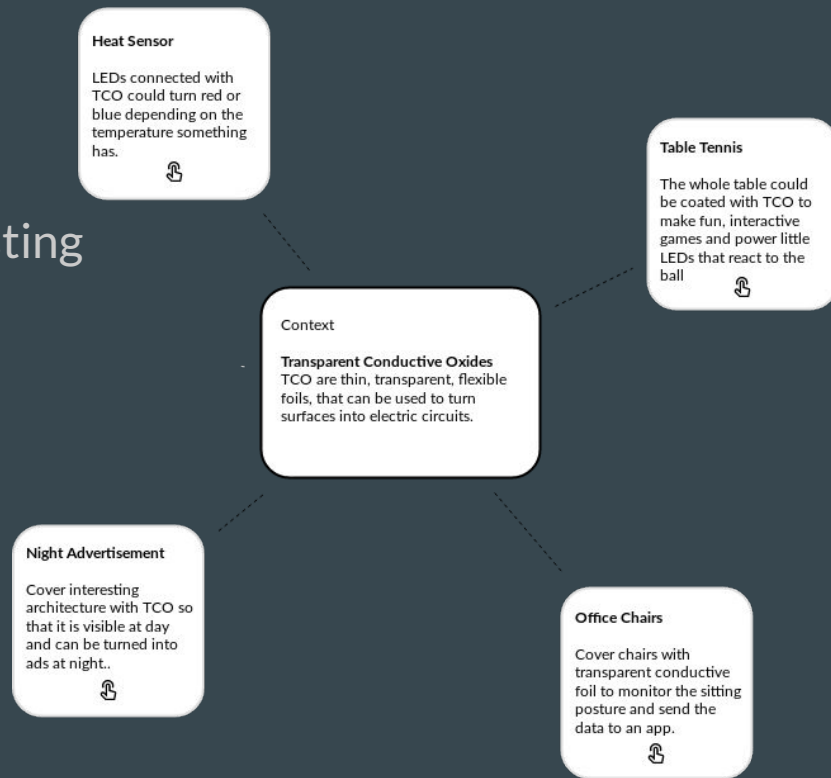 Heat Sensor
LEDs connected with
TCO could turn red or
blue depending on the
temperature something
has.
Table Tennis
The whole table could
be coated with TCO to
make fun, interactive
games and power little
LEDs that react to the
ball
ting
Context
Transparent Conductive Oxides
TCO are thin, transparent, flexible
foils, that can be used to turn
surfaces into electric circuits.
-
Night Advertisement
Cover interesting
architecture with TCO so
that it is visible at day
and can be turned into
ads at night..
Office Chairs
Cover chairs with
transparent conductive
foil to monitor the sitting
posture and send the
data to an app.